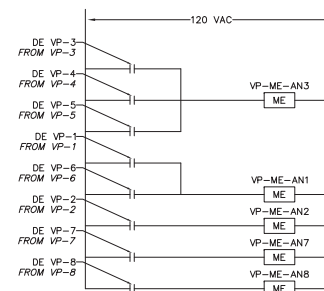 120 VAC
DE VP-3
FROM VP-3
DE VP-4
FROM VP-4
VP-ME-AN3
ME
DE VP-5
FROM VP-5
DE VP-1
FROM VP-1
DE VP-6
FROM VP-6
VP-ME-AN1
ME
DE VP-2
FROM VP-2
VP-ME-AN2
ME
DE VP-7
FROM VP-7
VP-ME-AN7
ME
DE VP-8
FROM VP-8
VP-ME-AN8
ME